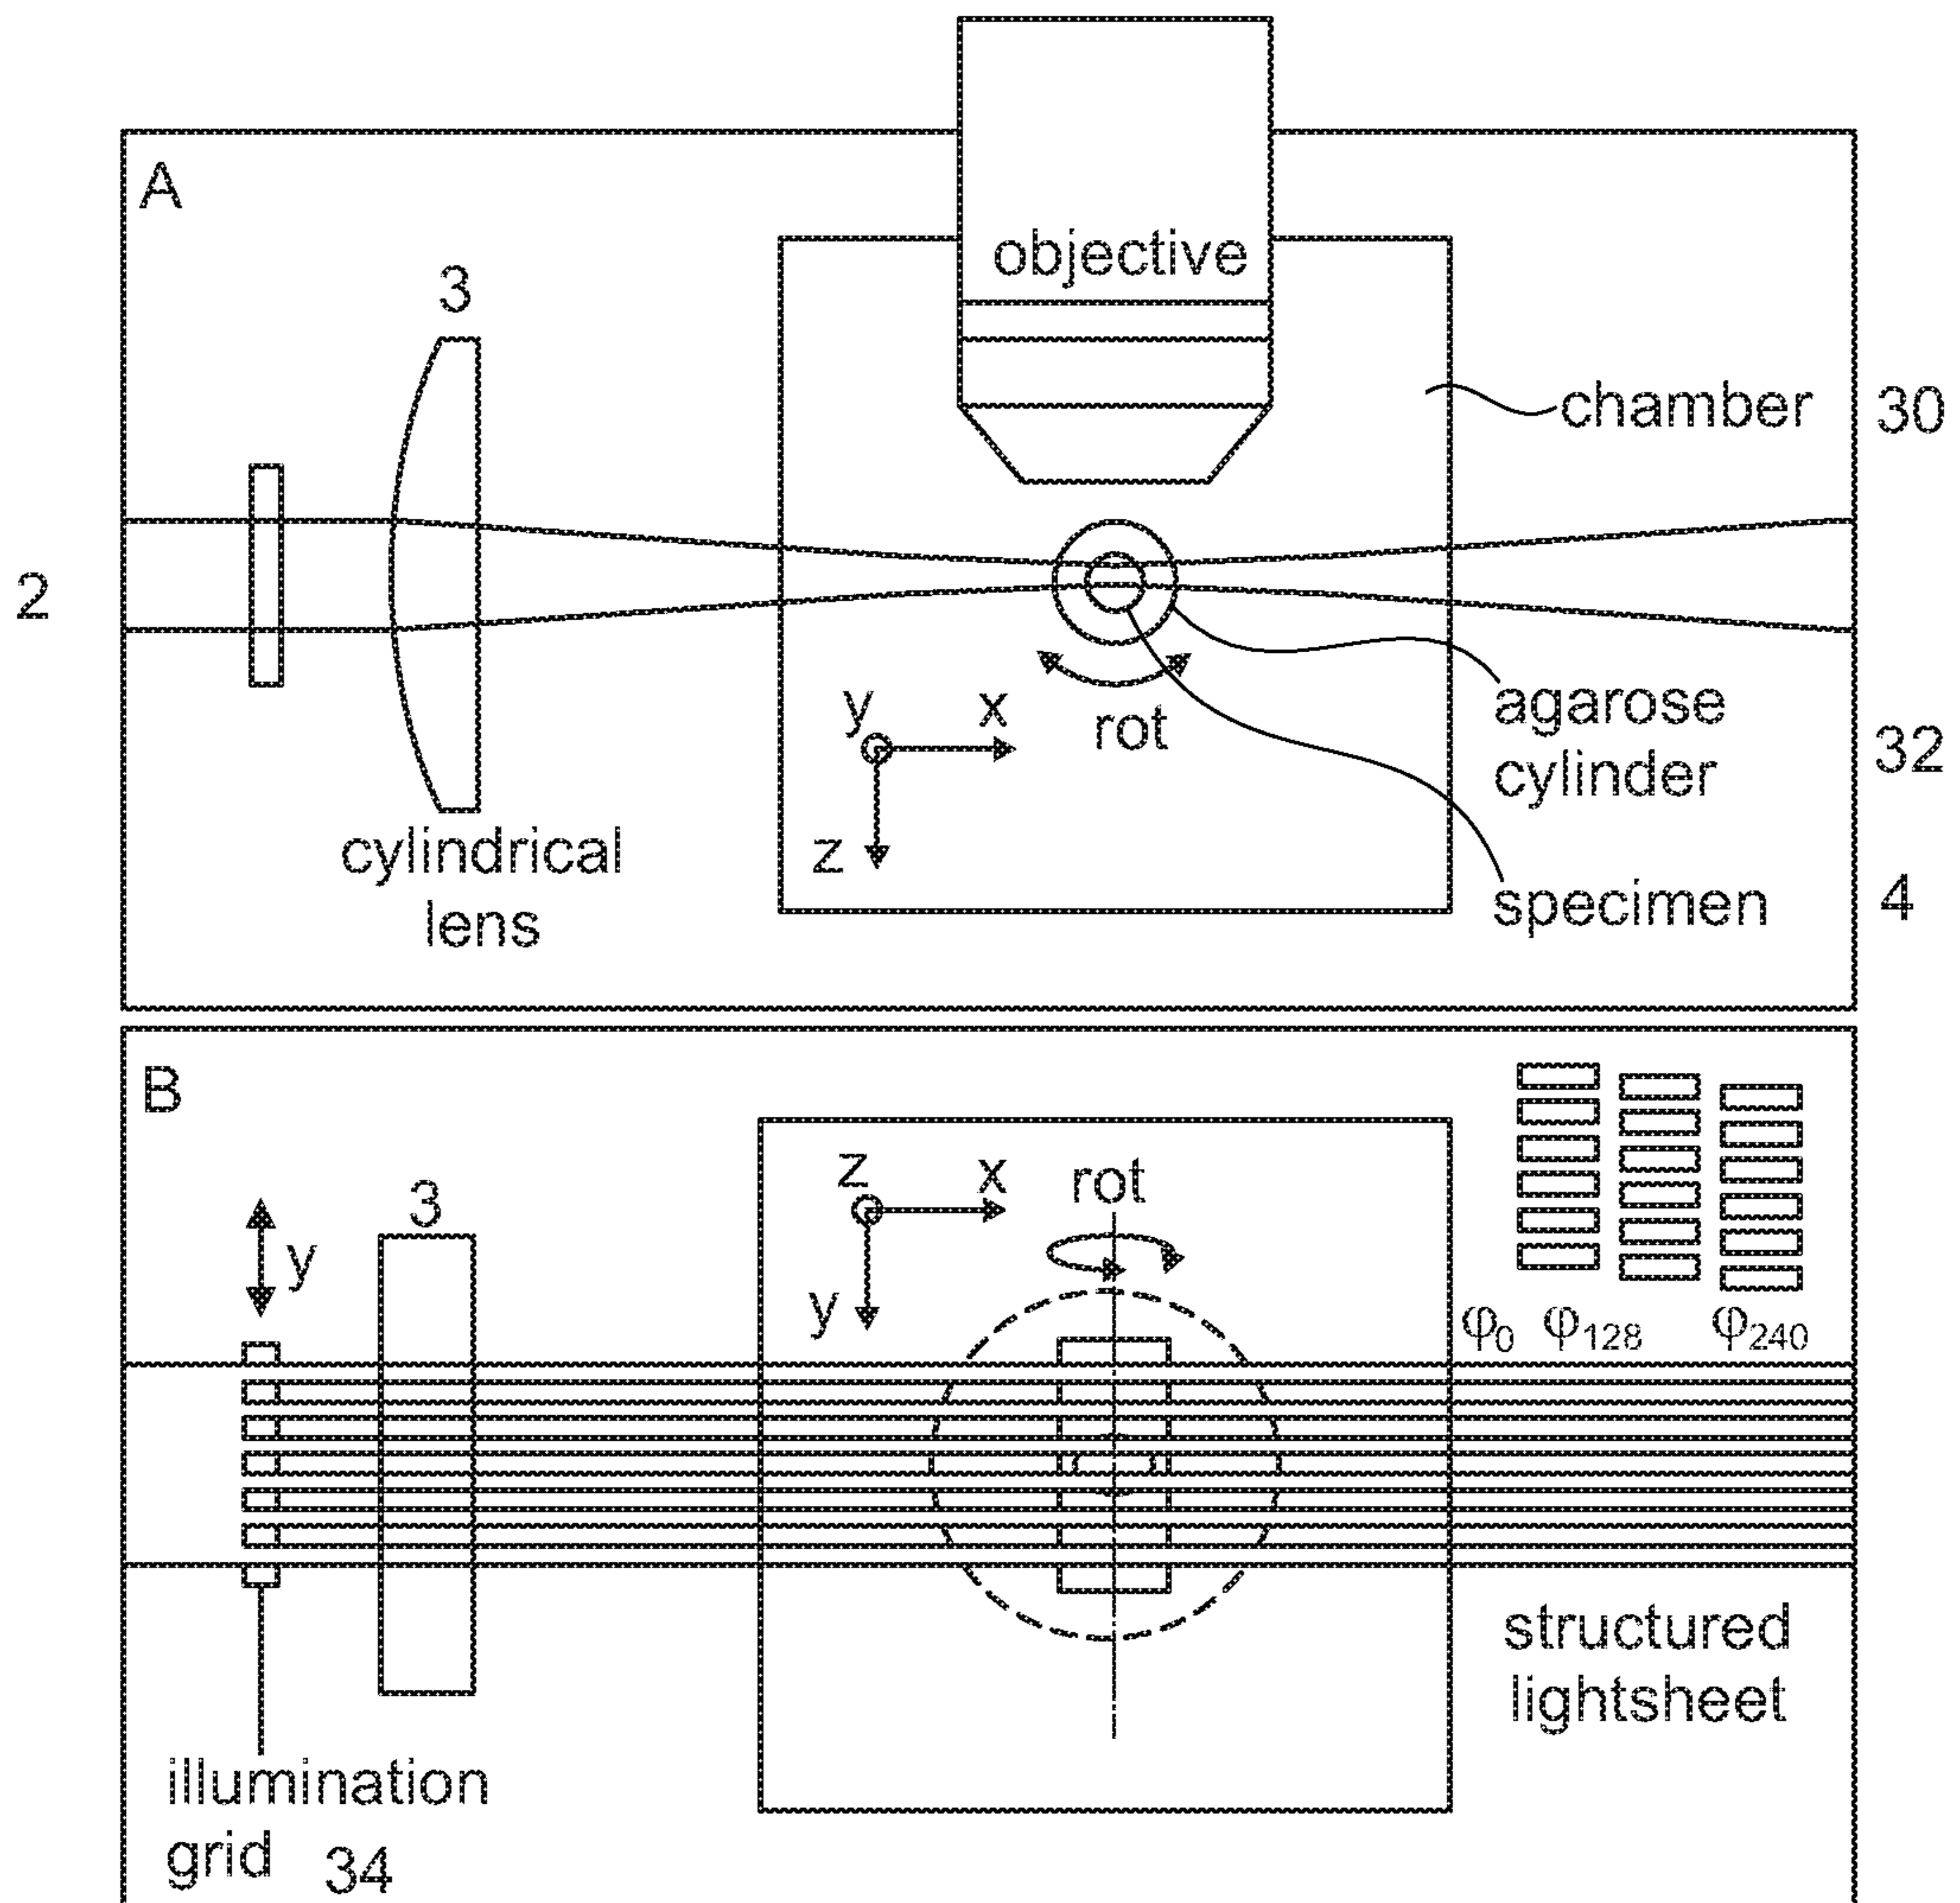 A
objective
3
chamber 30
2
agarose
cylinder
32
y x
rot
z
cylindrical
lens
specimen 4
B
z x
rot
3
y
y
φ0 φ128 φ240
structured
lightsheet
illumination
grid 34